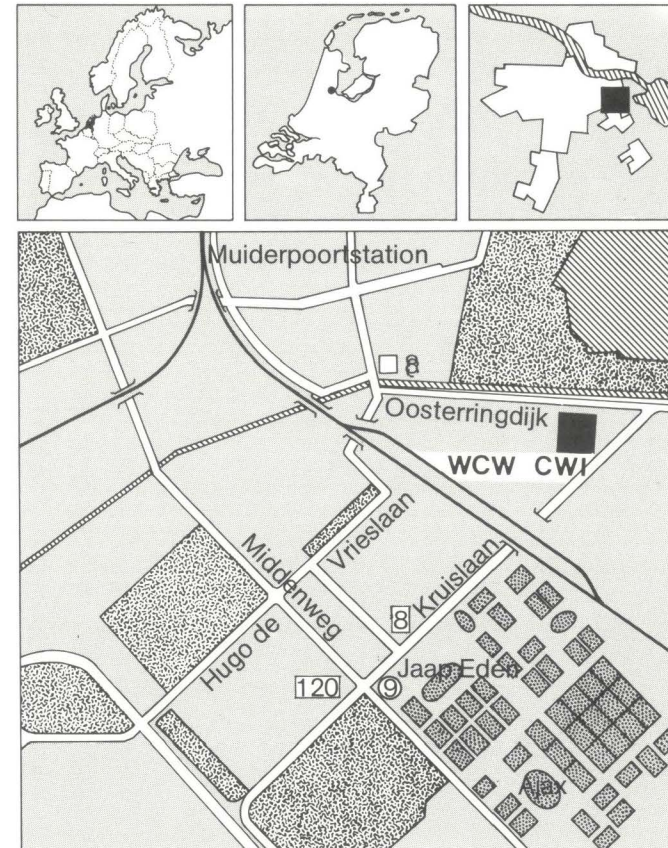 Muiderpoortstation
Oosterringdijk
WCW CWI
Vrieslaan
Kruislaan
Middenweg
8
Hugo de
Jaap Eden
120
9
Ajax